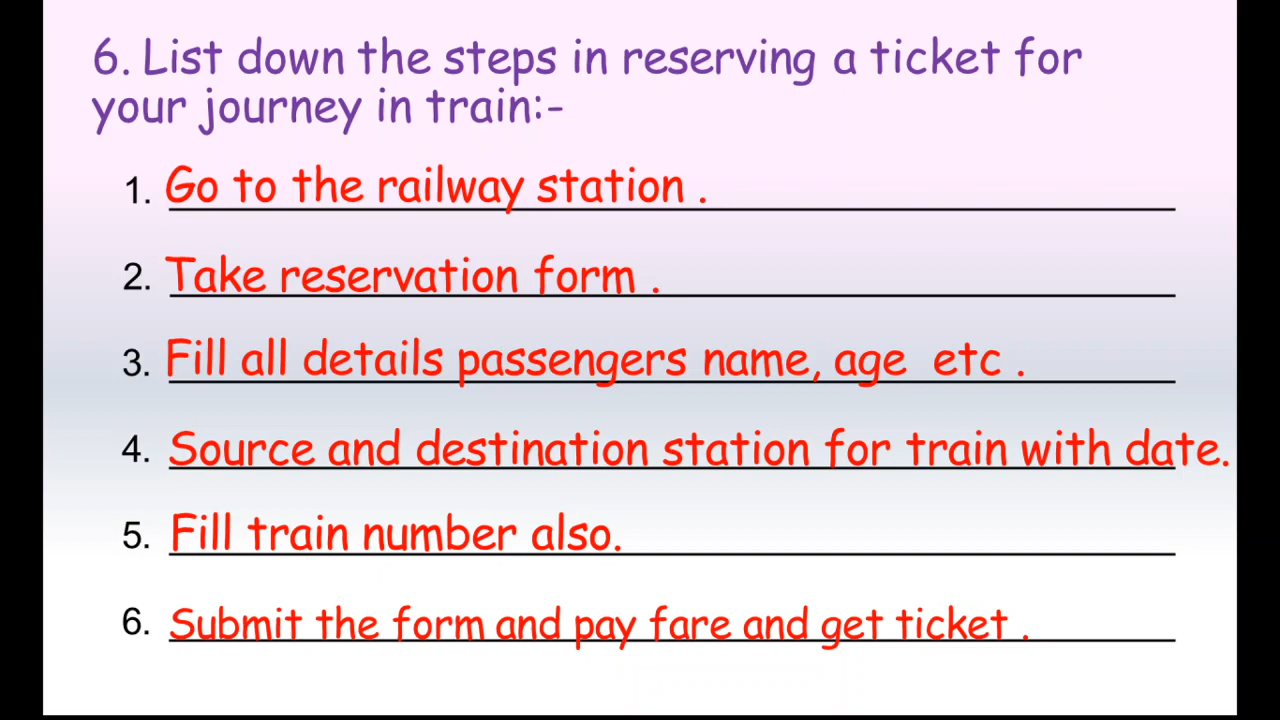 6. List down the steps in reserving a ticket for
your journey in train:-
1. Go to the railway station .
2. Take reservation form .
3. Fill all details passengers name, age etc .
4. Source and destination station for train with date.
5. Fill train number also.
6. Submit the form and pay fare and get ticket .